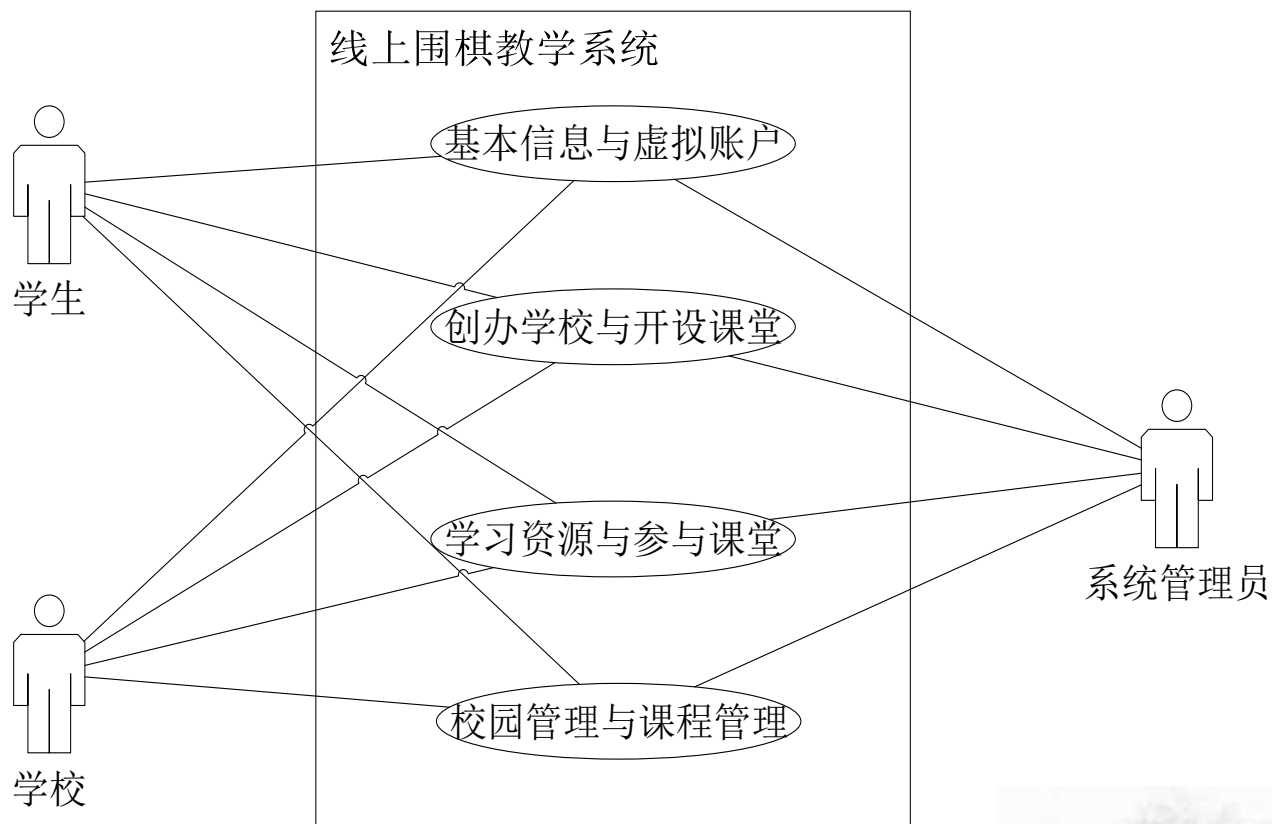 线上围棋教学系统
基本信息与虚拟账户
学生
创办学校与开设课堂
学习资源与参与课堂
系统管理员
校园管理与课程管理
学校